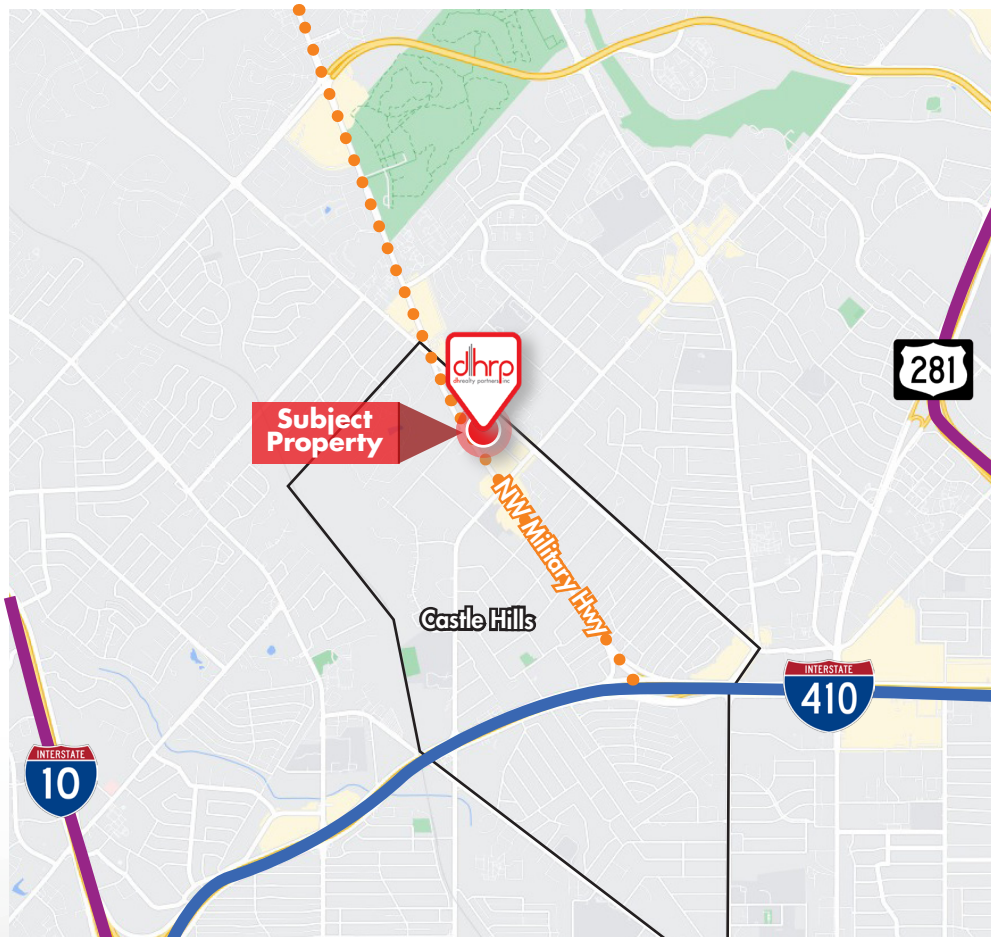 dhrp
dhrealty partners, inc
281
Subject
Property
NW Military Hwy
Castle Hills
INTERSTATE
410
INTERSTATE
10